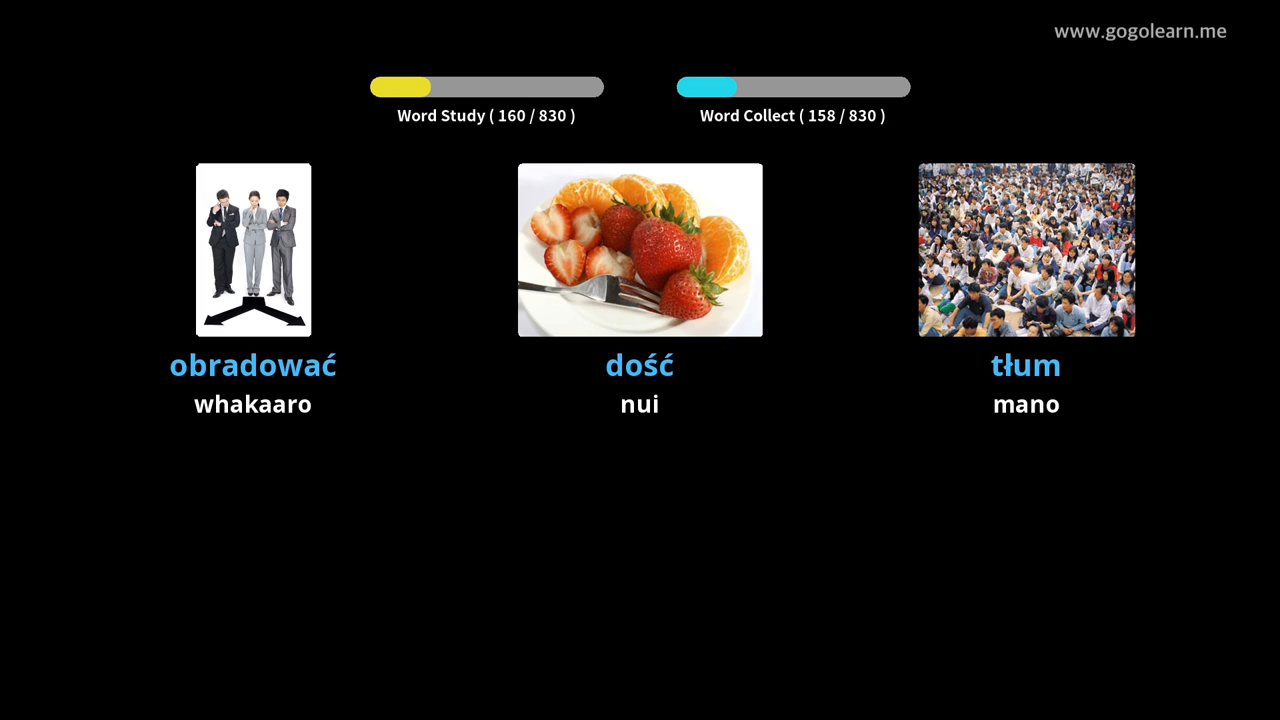 www.gogolearn.me
Word Study ( 160 / 830 )
Word Collect ( 158 / 830 )
obradować
dość
tłum
whakaaro
nui
mano